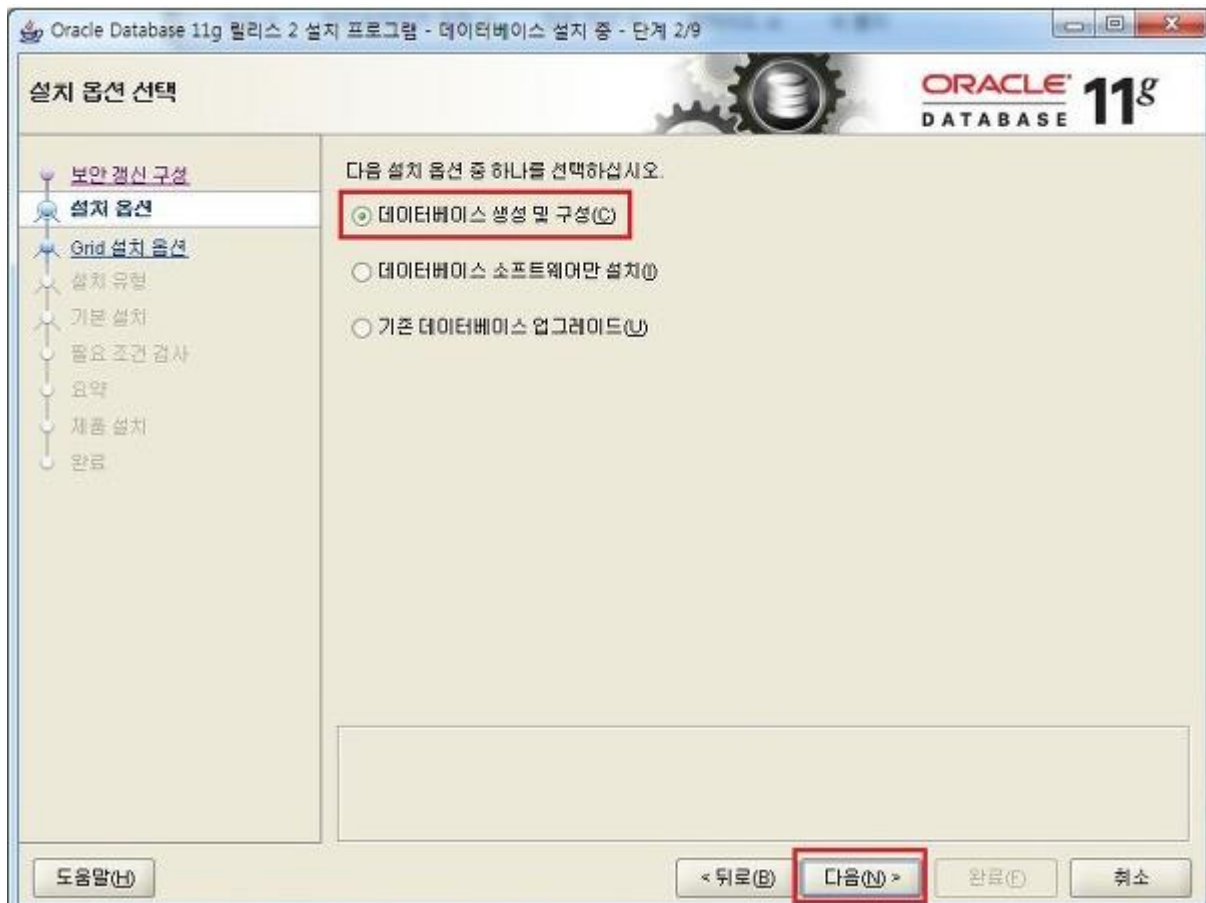 Oracle Database 11g 릴리스 2 설치 프로그램 - 데이터베이스 설치 중 - 단계 2/9
설치 옵션 선택
ORACLE 11g
DATABASE
보안 갱신 구성
설치 옵션
Grid 설치 옵션
설치 유형
기본 설치
필요 조건 검사
요약
제품 설치
완료
다음 설치 옵션 중 하나를 선택하십시오.
데이터베이스 생성 및 구성(C)
데이터베이스 소프트웨어만 설치(I)
기존 데이터베이스 업그레이드(U)
도움말(H)
< 뒤로(B)
다음(N) >
완료(F)
취소